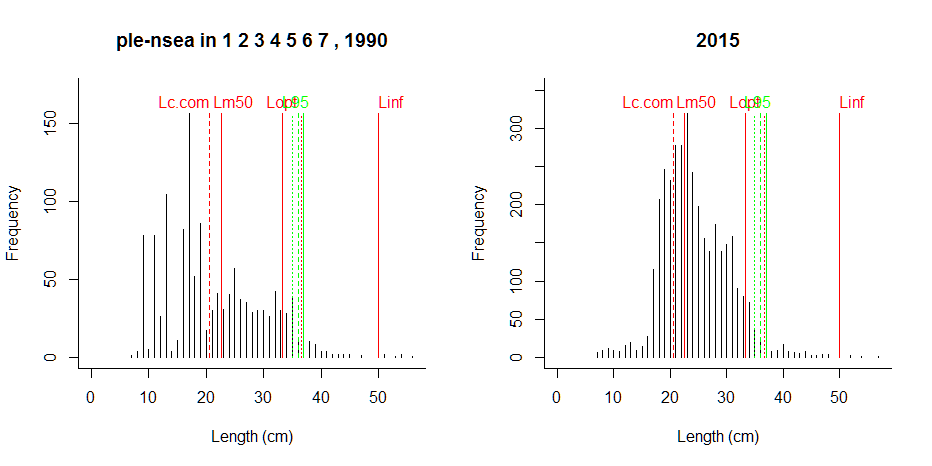 ple-nsea in 1 2 3 4 5 6 7 , 1990
Lc.com Lm50 Lopt L95 Linf
150
100
50
0
Frequency
0 10 20 30 40 50
Length (cm)
2015
Lc.com Lm50 Lopt L95 Linf
300
200
100
50
0
Frequency
0 10 20 30 40 50
Length (cm)